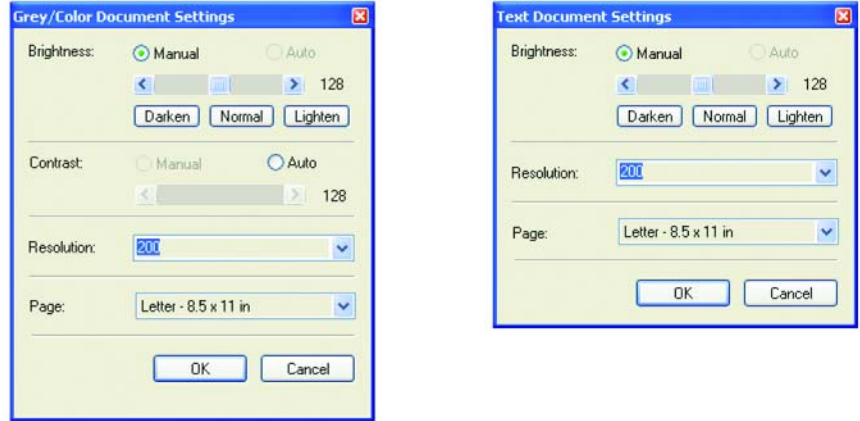 Grey/Color Document Settings
Brightness: Manual Auto
128
Darken Normal Lighten
Contrast: Manual Auto
128
Resolution: 200
Page: Letter - 8.5 x 11 in
OK Cancel
Text Document Settings
Brightness: Manual Auto
128
Darken Normal Lighten
Resolution: 200
Page: Letter - 8.5 x 11 in
OK Cancel